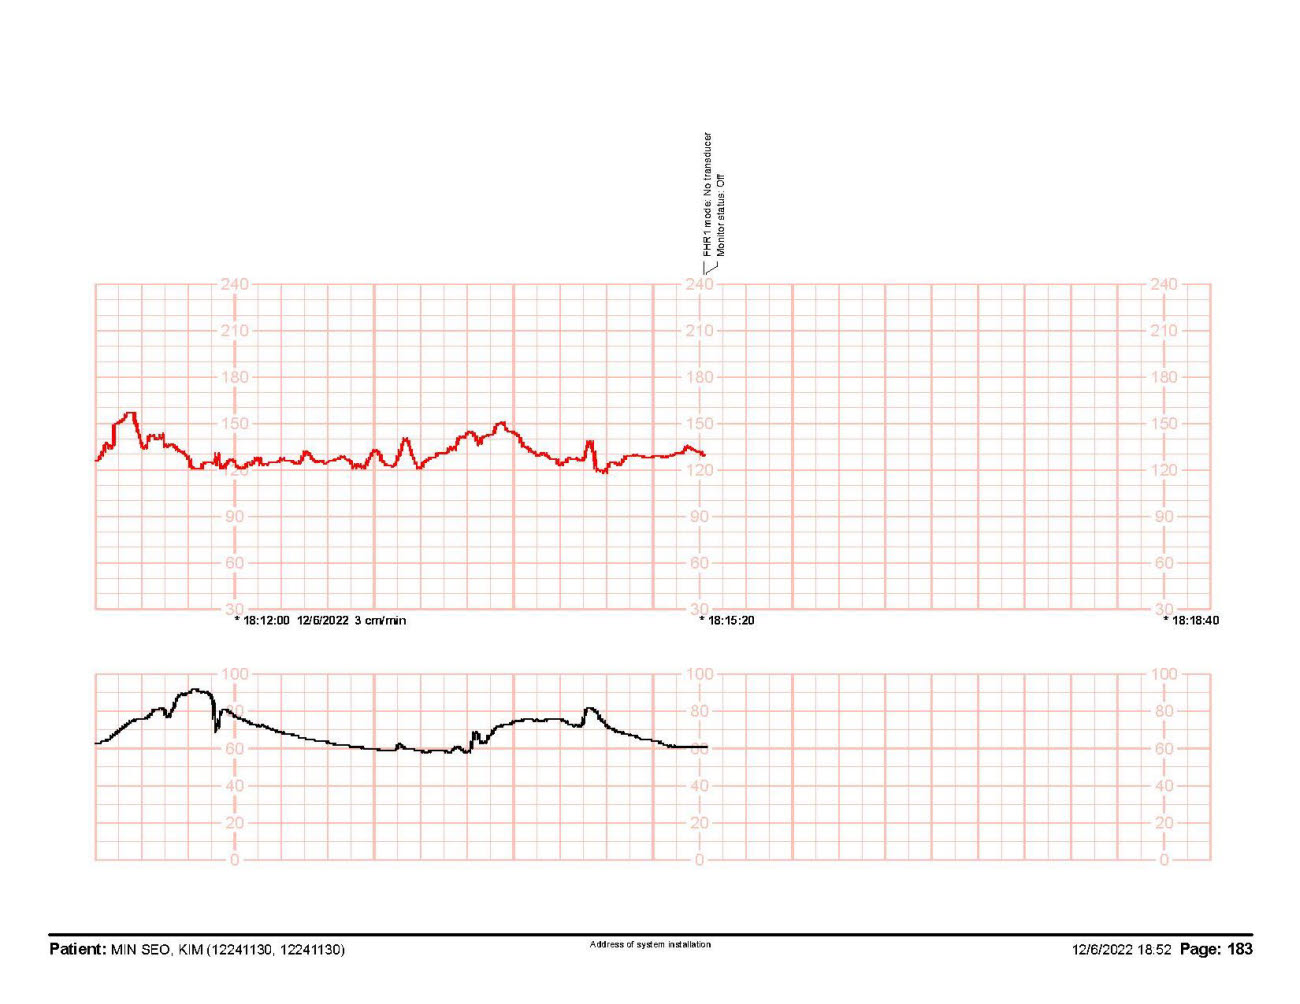 FHR1 mode: No transducer
Monitor status: Off
240 240 240
210 210 210
180 180 180
150 150 150
120 120 120
90 90 90
60 60 60
30 30 30
* 18:12:00 12/6/2022 3 cm/min * 18:15:20 * 18:18:40
100 100 100
80 80 80
60 60 60
40 40 40
20 20 20
0 0 0
Patient: MIN SEO, KIM (12241130, 12241130) Address of system installation 12/6/2022 18:52 Page: 183